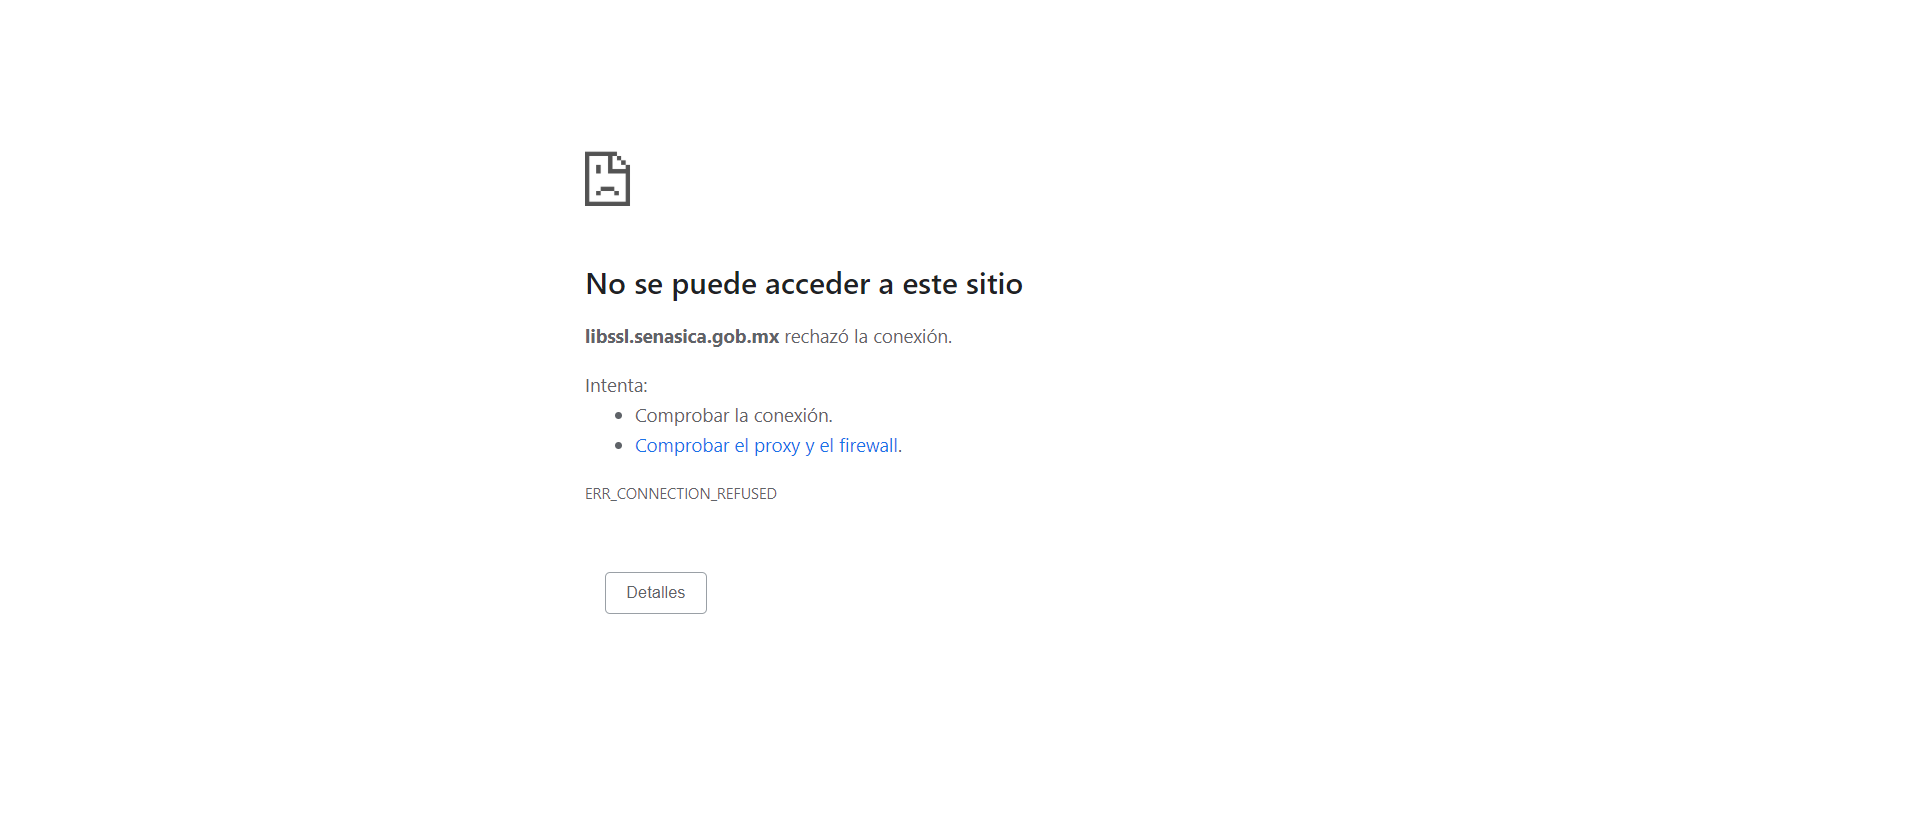 No se puede acceder a este sitio
libssl.senasica.gob.mx rechazó la conexión.
Intenta:
Comprobar la conexión.
Comprobar el proxy y el firewall.
ERR_CONNECTION_REFUSED
Detalles